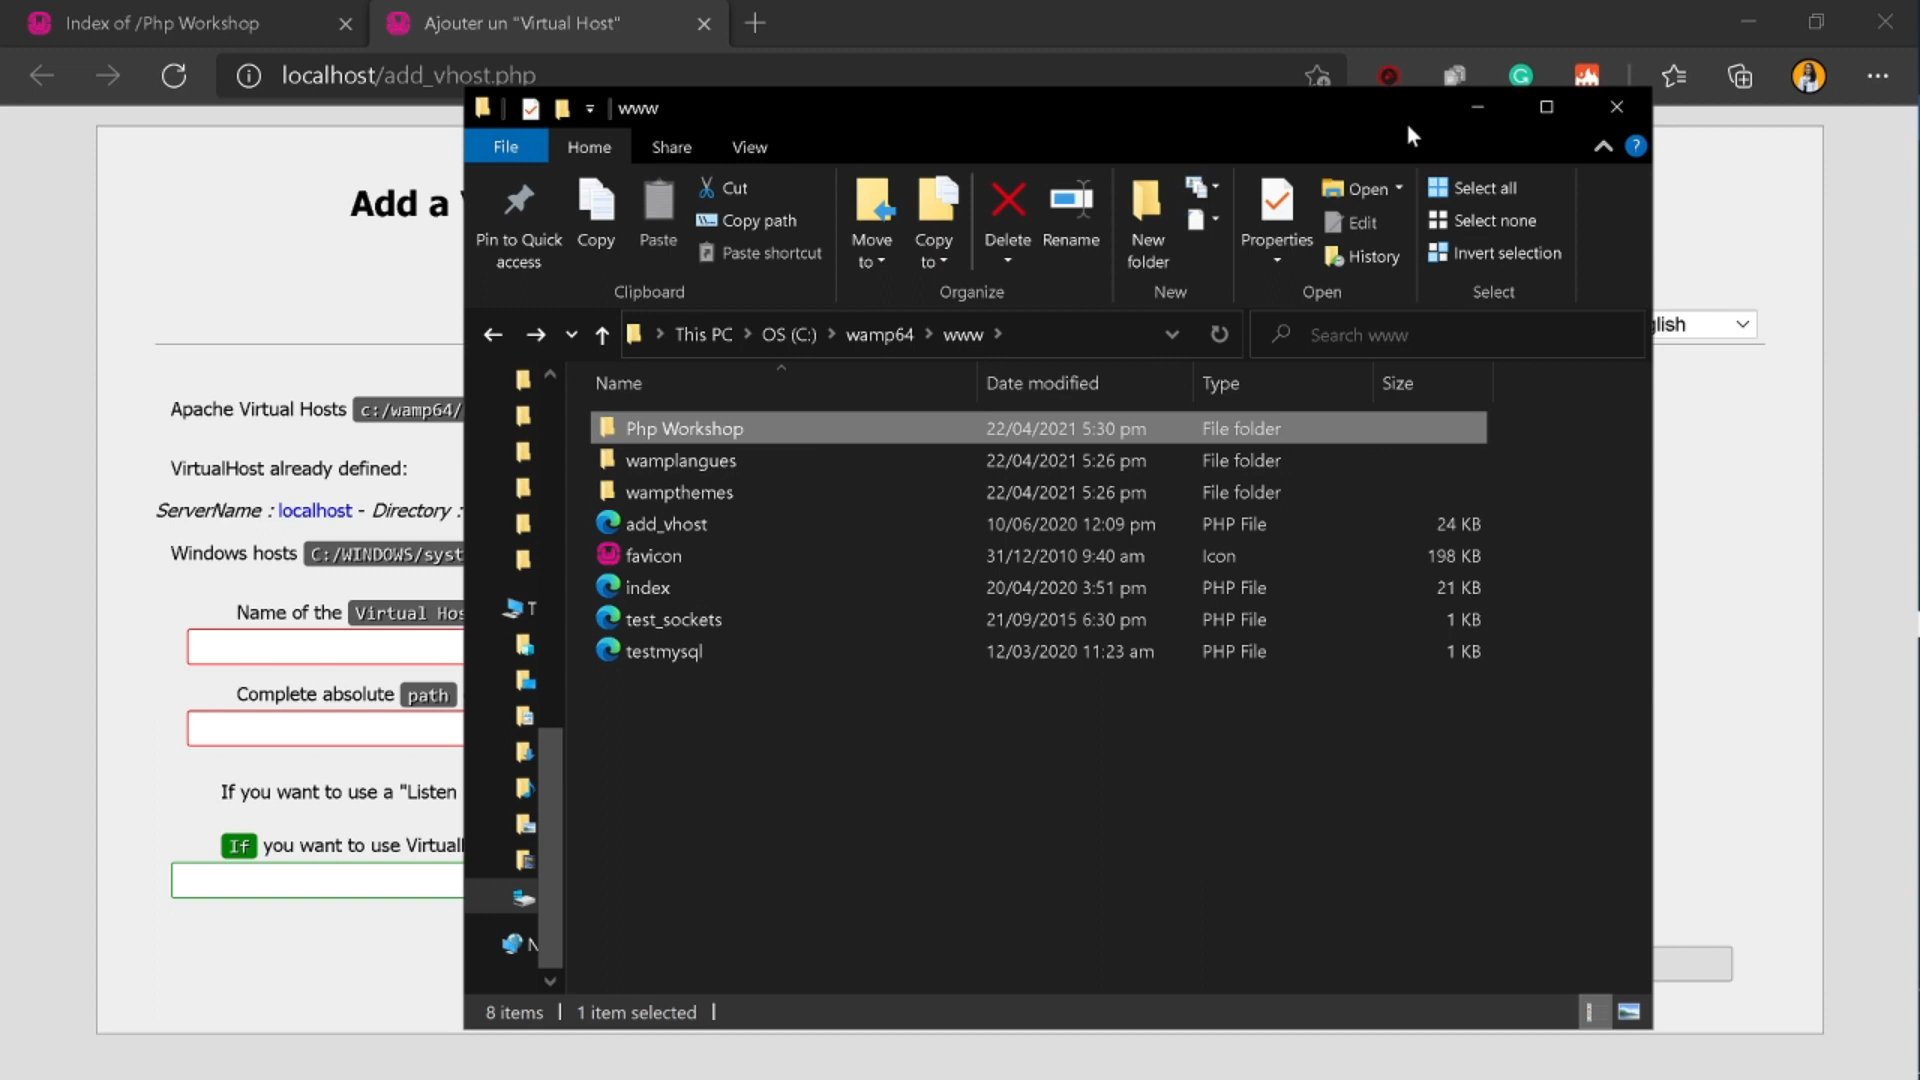 Index of /Php Workshop
Ajouter un "Virtual Host"
localhost/add_vhost.php
www
File
Home
Share
View
Pin to Quick access
Copy
Paste
Cut
Copy path
Paste shortcut
Move to
Copy to
Delete
Rename
New folder
Properties
Open
Edit
History
Select all
Select none
Invert selection
Clipboard
Organize
New
Open
Select
This PC
OS (C:)
wamp64
www
Search www
Name
Date modified
Type
Size
Php Workshop 22/04/2021 5:30 pm File folder
wamplangues 22/04/2021 5:26 pm File folder
wampthemes 22/04/2021 5:26 pm File folder
add_vhost 10/06/2020 12:09 pm PHP File 24 KB
favicon 31/12/2010 9:40 am Icon 198 KB
index 20/04/2020 3:51 pm PHP File 21 KB
test_sockets 21/09/2015 6:30 pm PHP File 1 KB
testmysql 12/03/2020 11:23 am PHP File 1 KB
8 items
1 item selected
T
N
Add a
glish
Apache Virtual Hosts c:/wamp64/
VirtualHost already defined:
ServerName : localhost - Directory :
Windows hosts C:/WINDOWS/syst
Name of the Virtual Hos
Complete absolute path
If you want to use a "Listen
If you want to use Virtual